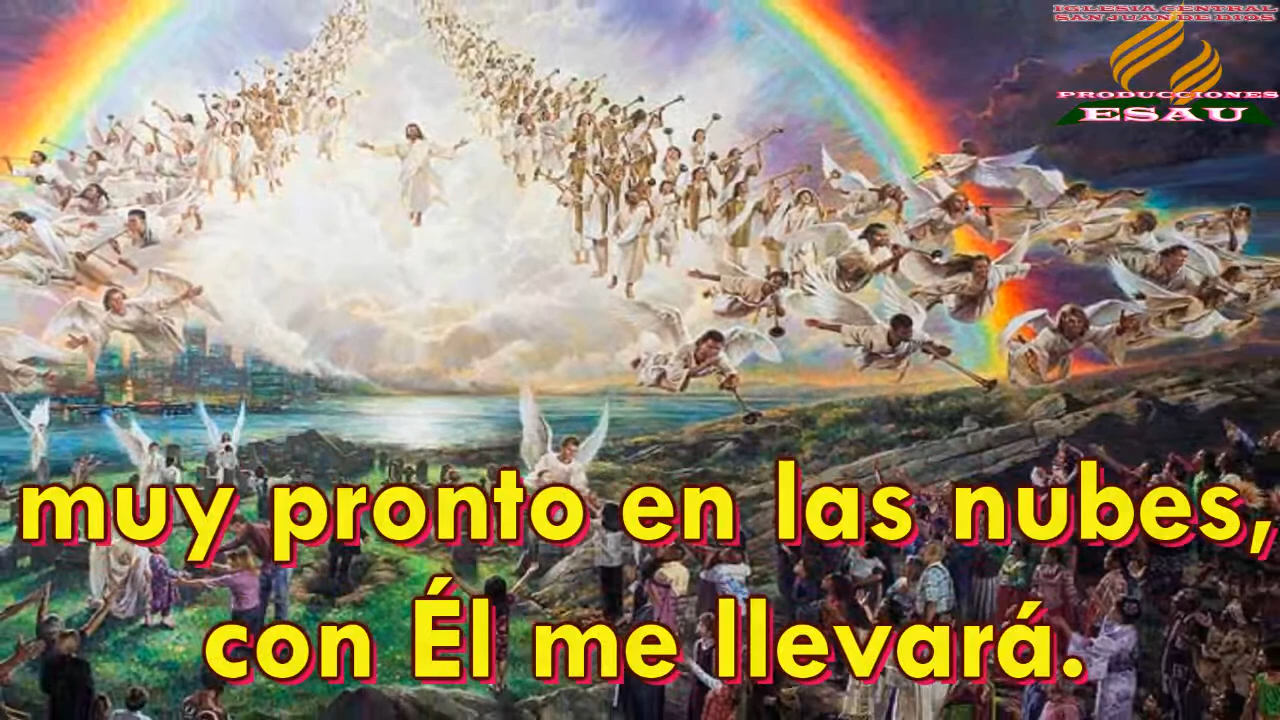 IGLESIA CENTRAL
SAN JUAN DE DIOS
PRODUCCIONES
ESAU
muy pronto en las nubes,
con Él me llevará.